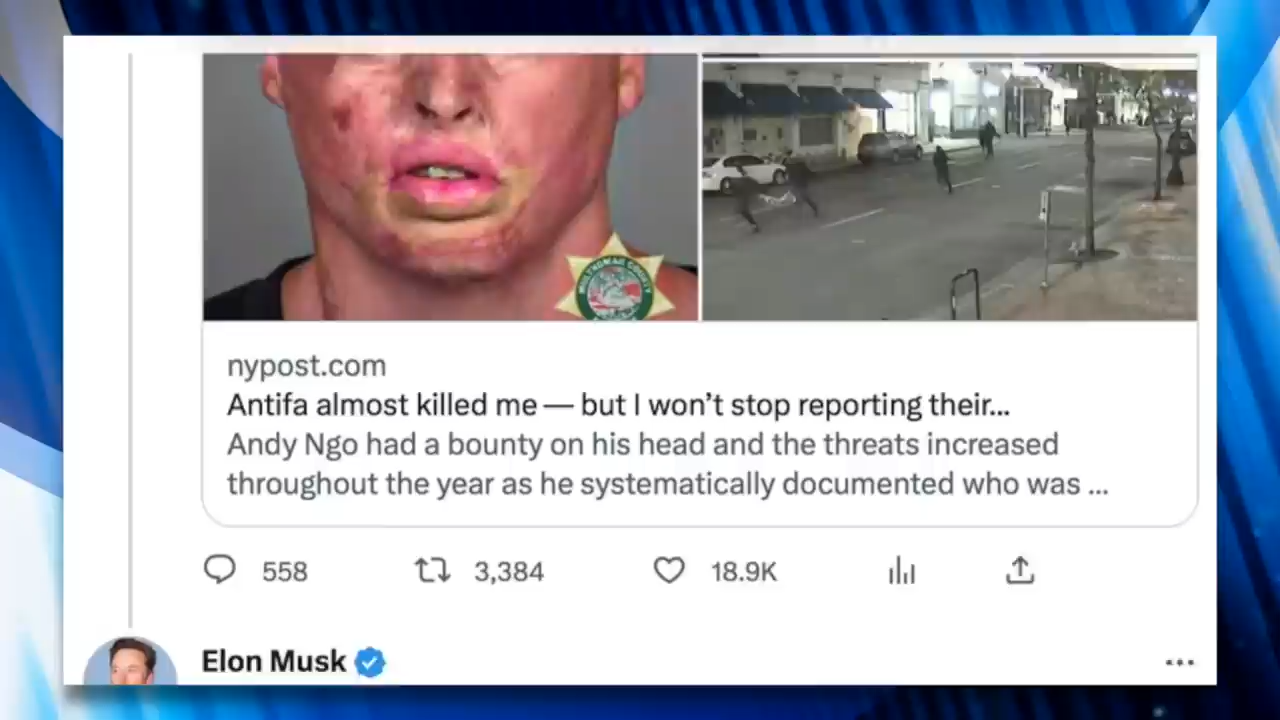 MULTNOMAH COUNTY
nypost.com
Antifa almost killed me — but I won't stop reporting their...
Andy Ngo had a bounty on his head and the threats increased
throughout the year as he systematically documented who was ...
558 3,384 18.9K
Elon Musk